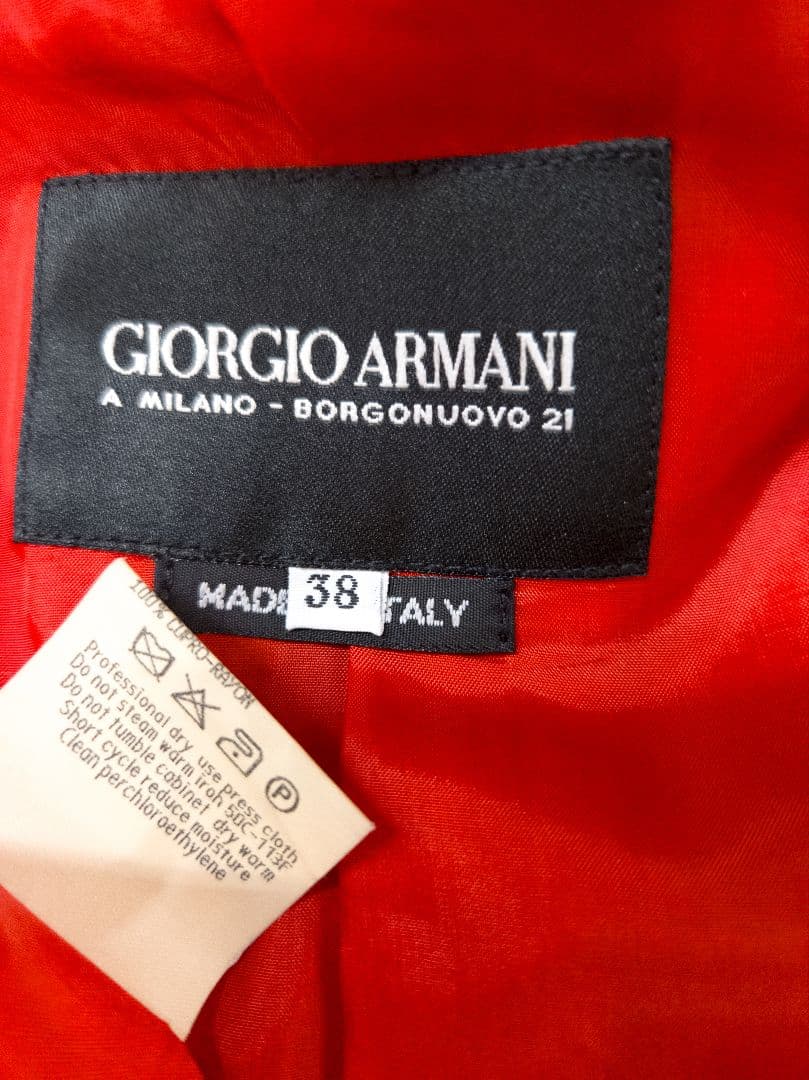 GIORGIO ARMANI
A MILANO - BORGONUOVO 21
MADE
38
TALY
100% CUPRO-RAYON
P
Professional dry use press cloth
Do not steam warm iron 50C-113F
Do not tumble cabinet dry warm
Short cycle reduce moisture
Clean perchloroethylene